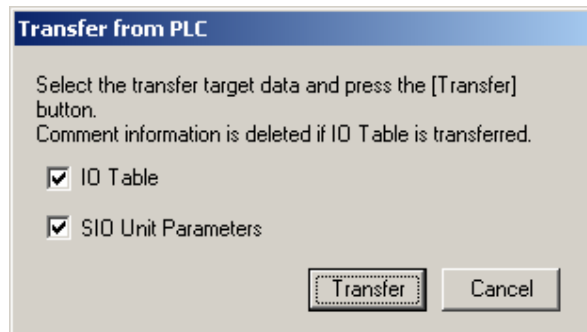 Transfer from PLC
Select the transfer target data and press the [Transfer]
button.
Comment information is deleted if IO Table is transferred.
IO Table
SIO Unit Parameters
Transfer
Cancel